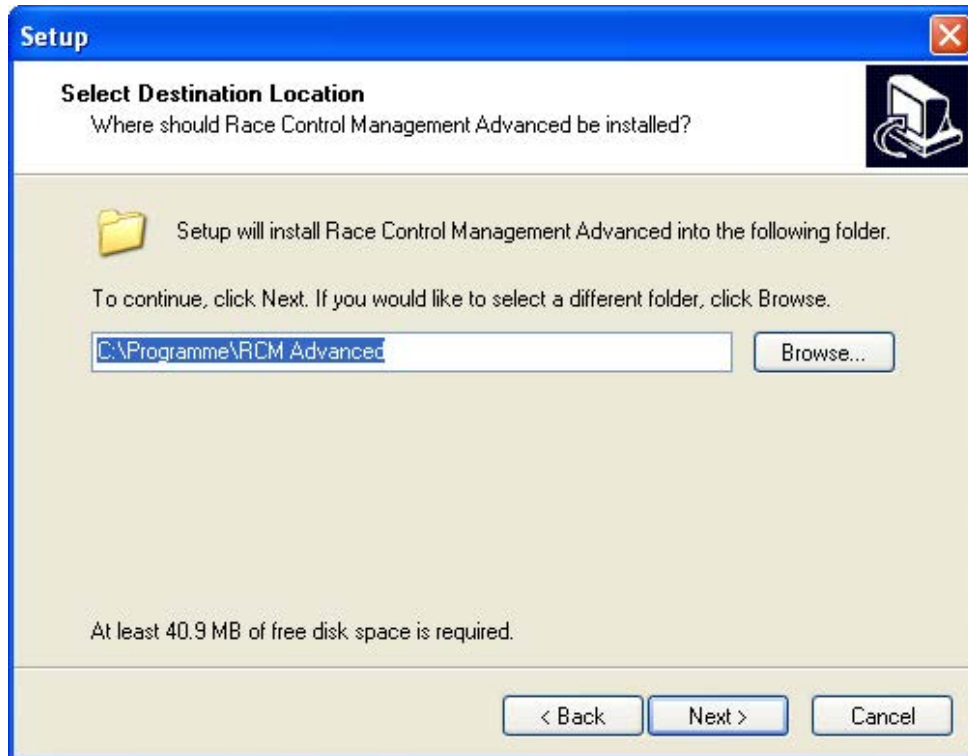 Setup
Select Destination Location
Where should Race Control Management Advanced be installed?
Setup will install Race Control Management Advanced into the following folder.
To continue, click Next. If you would like to select a different folder, click Browse.
C:\Programme\RCM Advanced
Browse...
At least 40.9 MB of free disk space is required.
< Back
Next >
Cancel